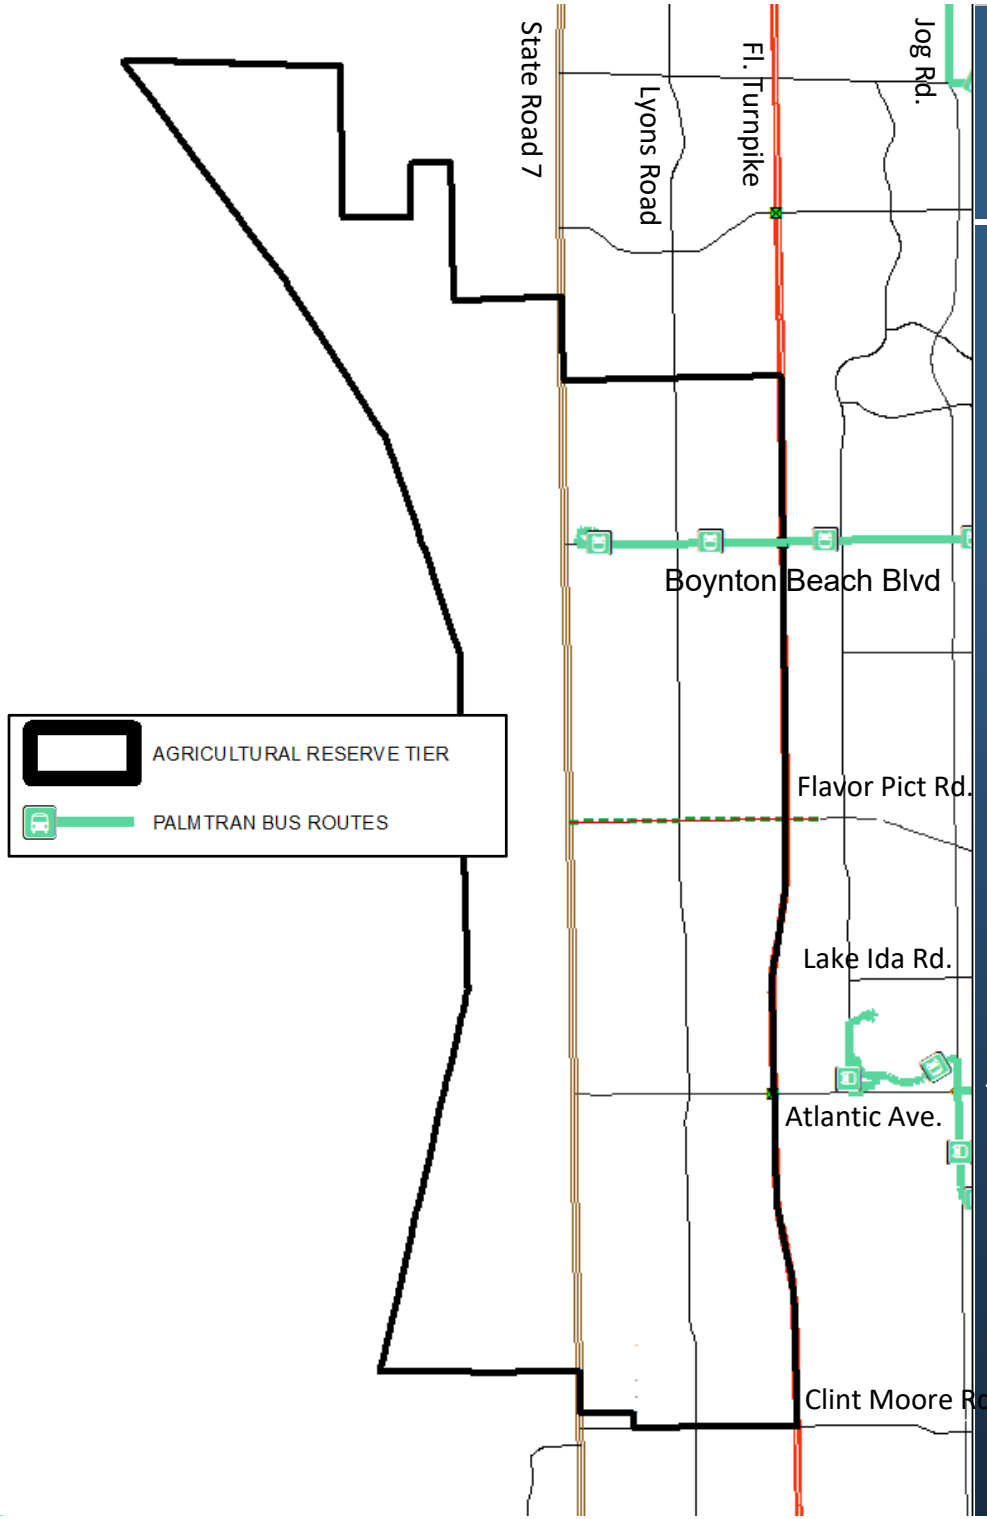 State Road 7
Lyons Road
Fl. Turnpike
Jog Rd.
Boynton Beach Blvd
AGRICULTURAL RESERVE TIER
PALMTRAN BUS ROUTES
Flavor Pict Rd.
Lake Ida Rd.
Atlantic Ave.
Clint Moore Rd